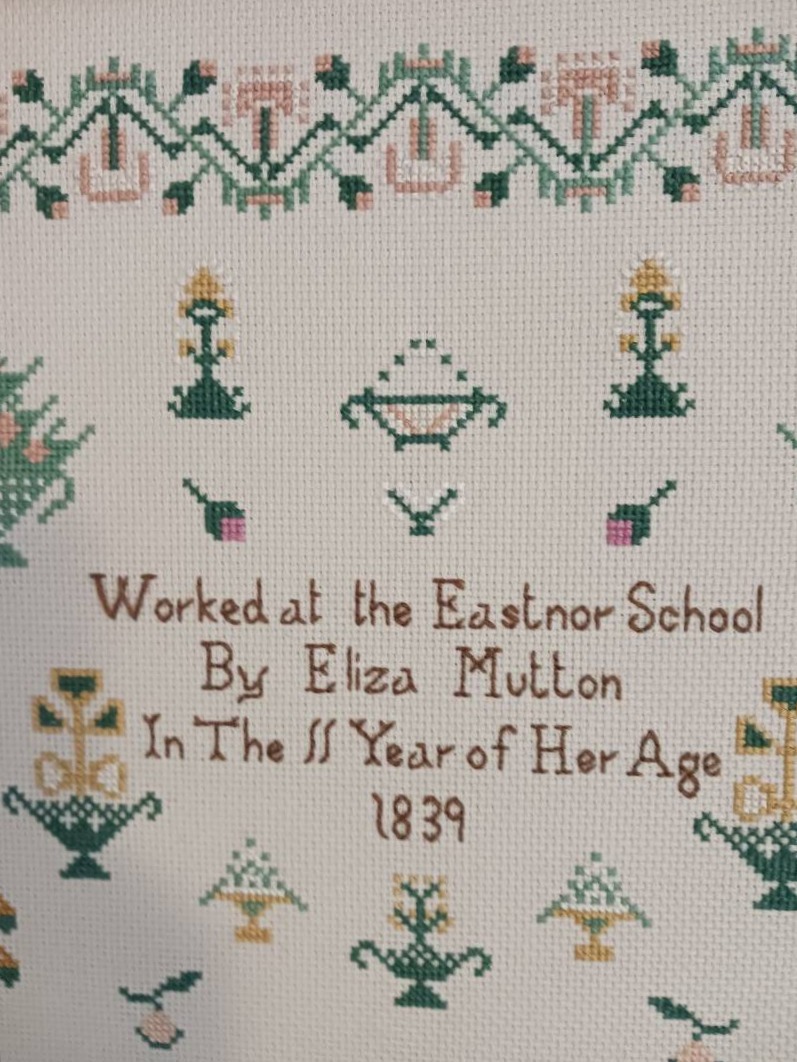 Worked at the Eastnor School
By Eliza Mutton
In The 11 Year of Her Age
1839